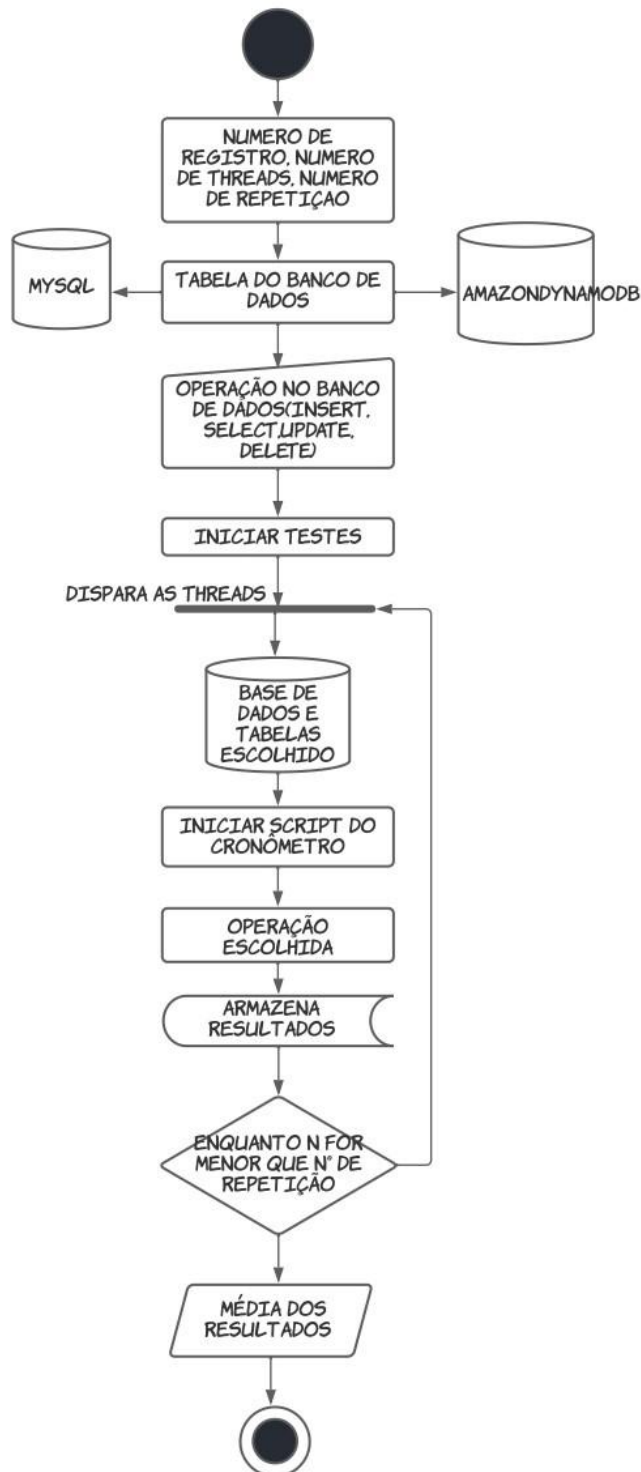 NUMERO DE
REGISTRO, NUMERO
DE THREADS, NUMERO
DE REPETIÇAO
MYSQL
TABELA DO BANCO DE
DADOS
AMAZONDYNAMODB
OPERAÇÃO NO BANCO
DE DADOS(INSERT,
SELECT,UPDATE,
DELETE)
INICIAR TESTES
DISPARA AS THREADS
BASE DE
DADOS E
TABELAS
ESCOLHIDO
INICIAR SCRIPT DO
CRONÔMETRO
OPERAÇÃO
ESCOLHIDA
ARMAZENA
RESULTADOS
ENQUANTO N FOR
MENOR QUE N° DE
REPETIÇÃO
MÉDIA DOS
RESULTADOS